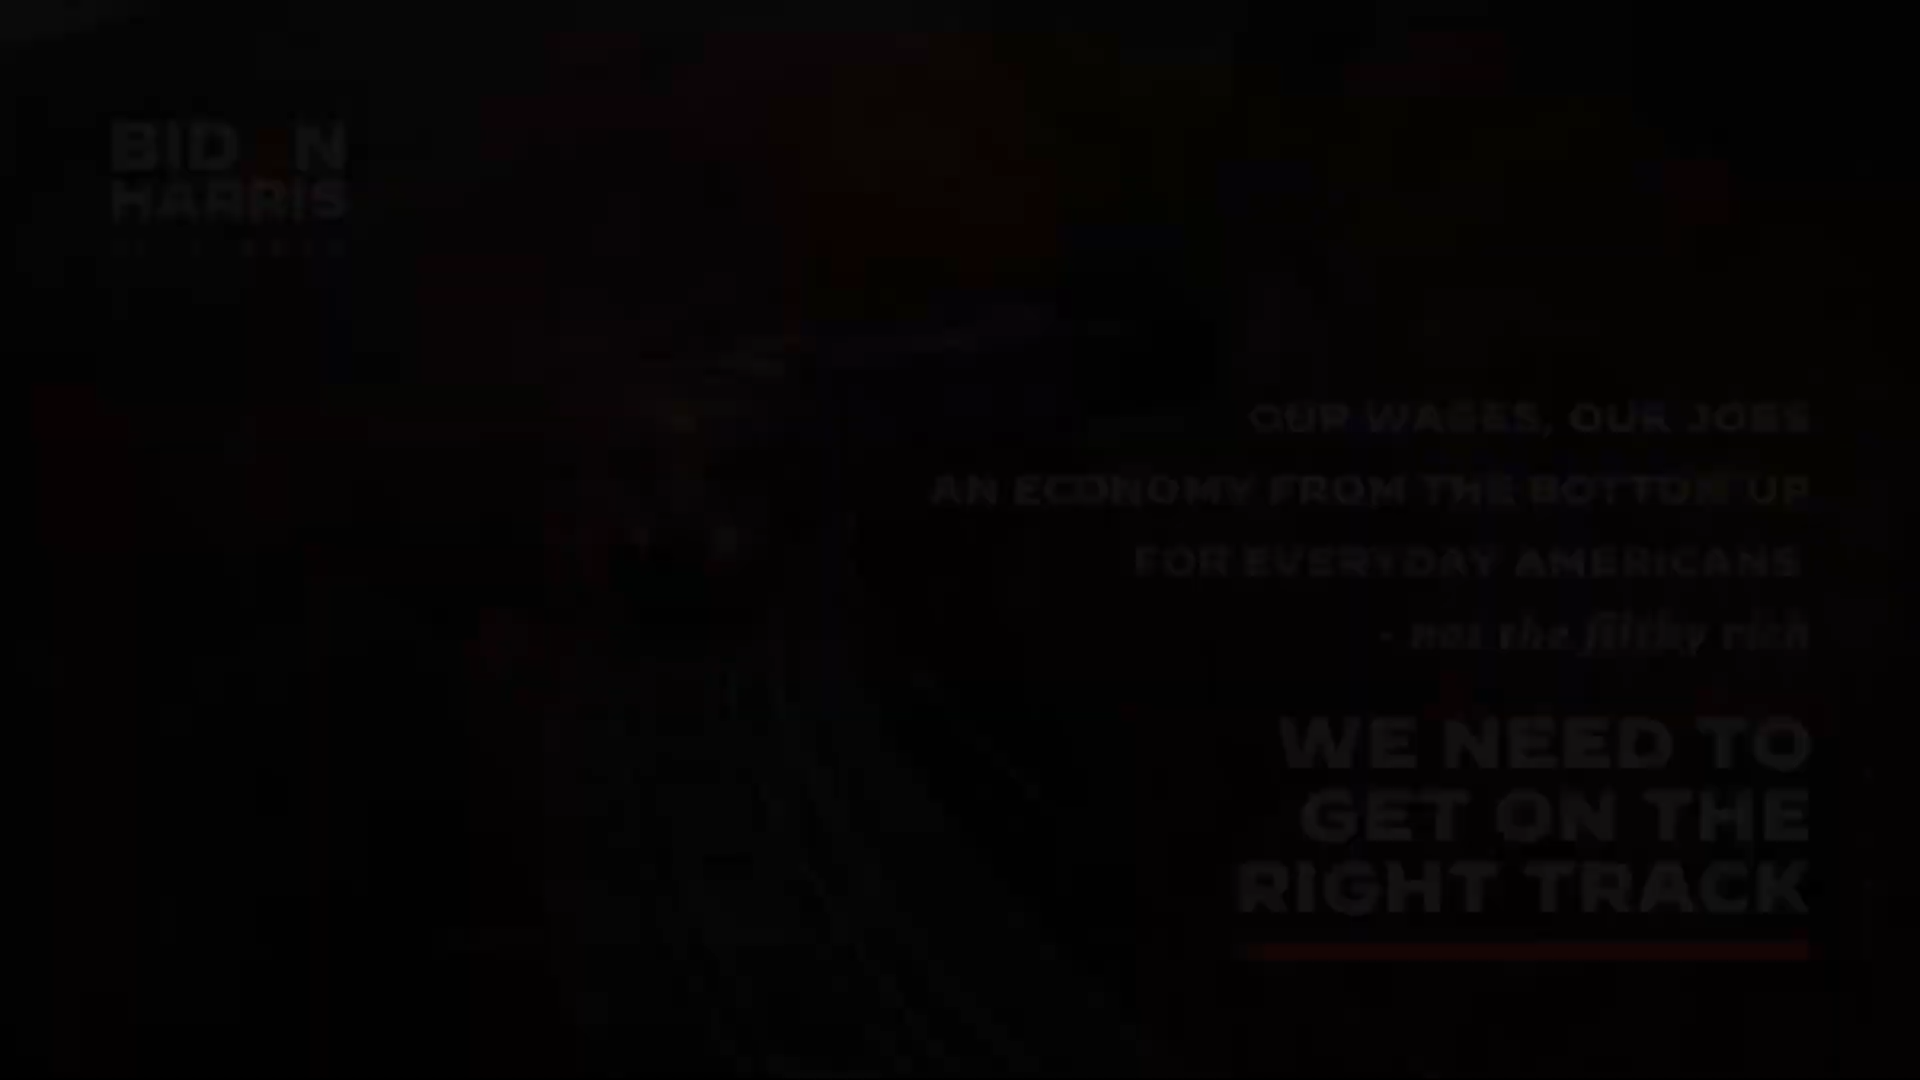 BIDEN
HARRIS
OUR WAGES, OUR JOBS
AN ECONOMY FROM THE BOTTOM UP
FOR EVERYDAY AMERICANS
- not the filthy rich
WE NEED TO
GET ON THE
RIGHT TRACK